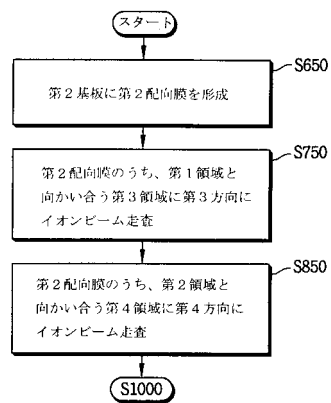 スタート
S650
第２基板に第２配向膜を形成
S750
第２配向膜のうち、第１領域と
向かい合う第３領域に第３方向に
イオンビーム走査
S850
第２配向膜のうち、第２領域と
向かい合う第４領域に第４方向に
イオンビーム走査
S1000